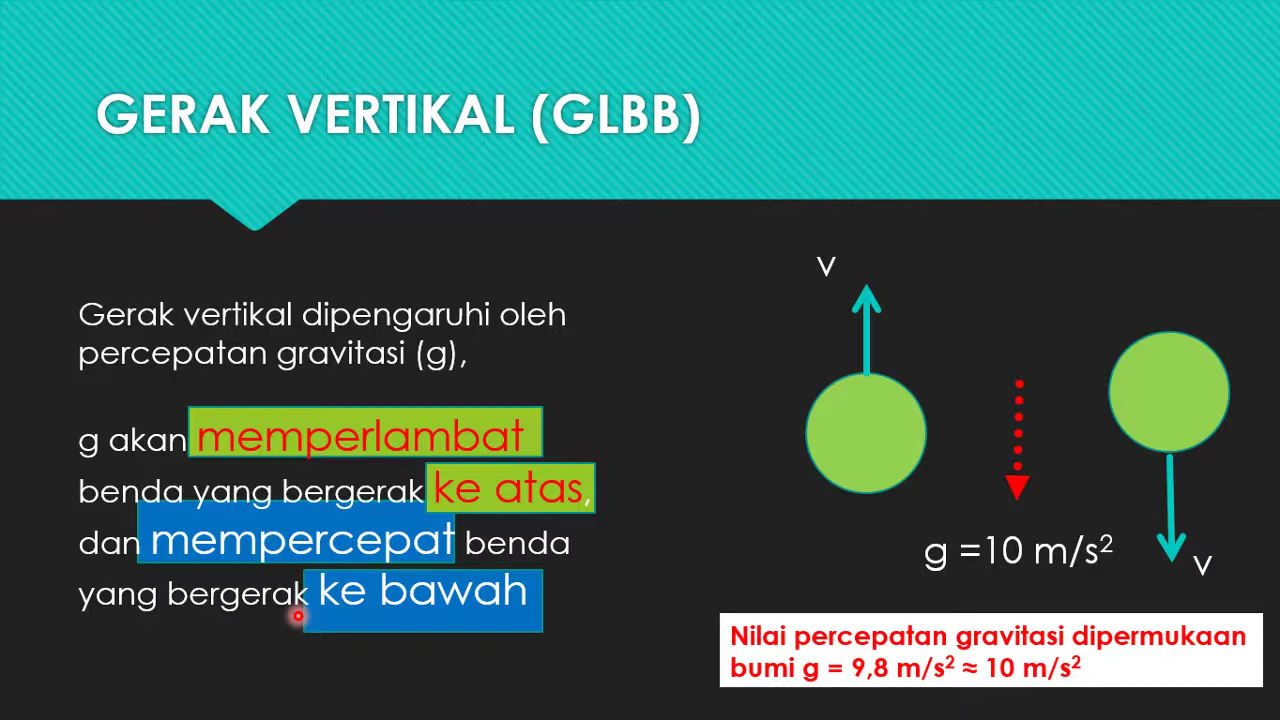 GERAK VERTIKAL (GLBB)
Gerak vertikal dipengaruhi oleh
percepatan gravitasi (g),
g akan memperlambat
benda yang bergerak ke atas,
dan mempercepat benda
yang bergerak ke bawah
v
g =10 m/s²
v
Nilai percepatan gravitasi dipermukaan
bumi g = 9,8 m/s² ≈ 10 m/s²